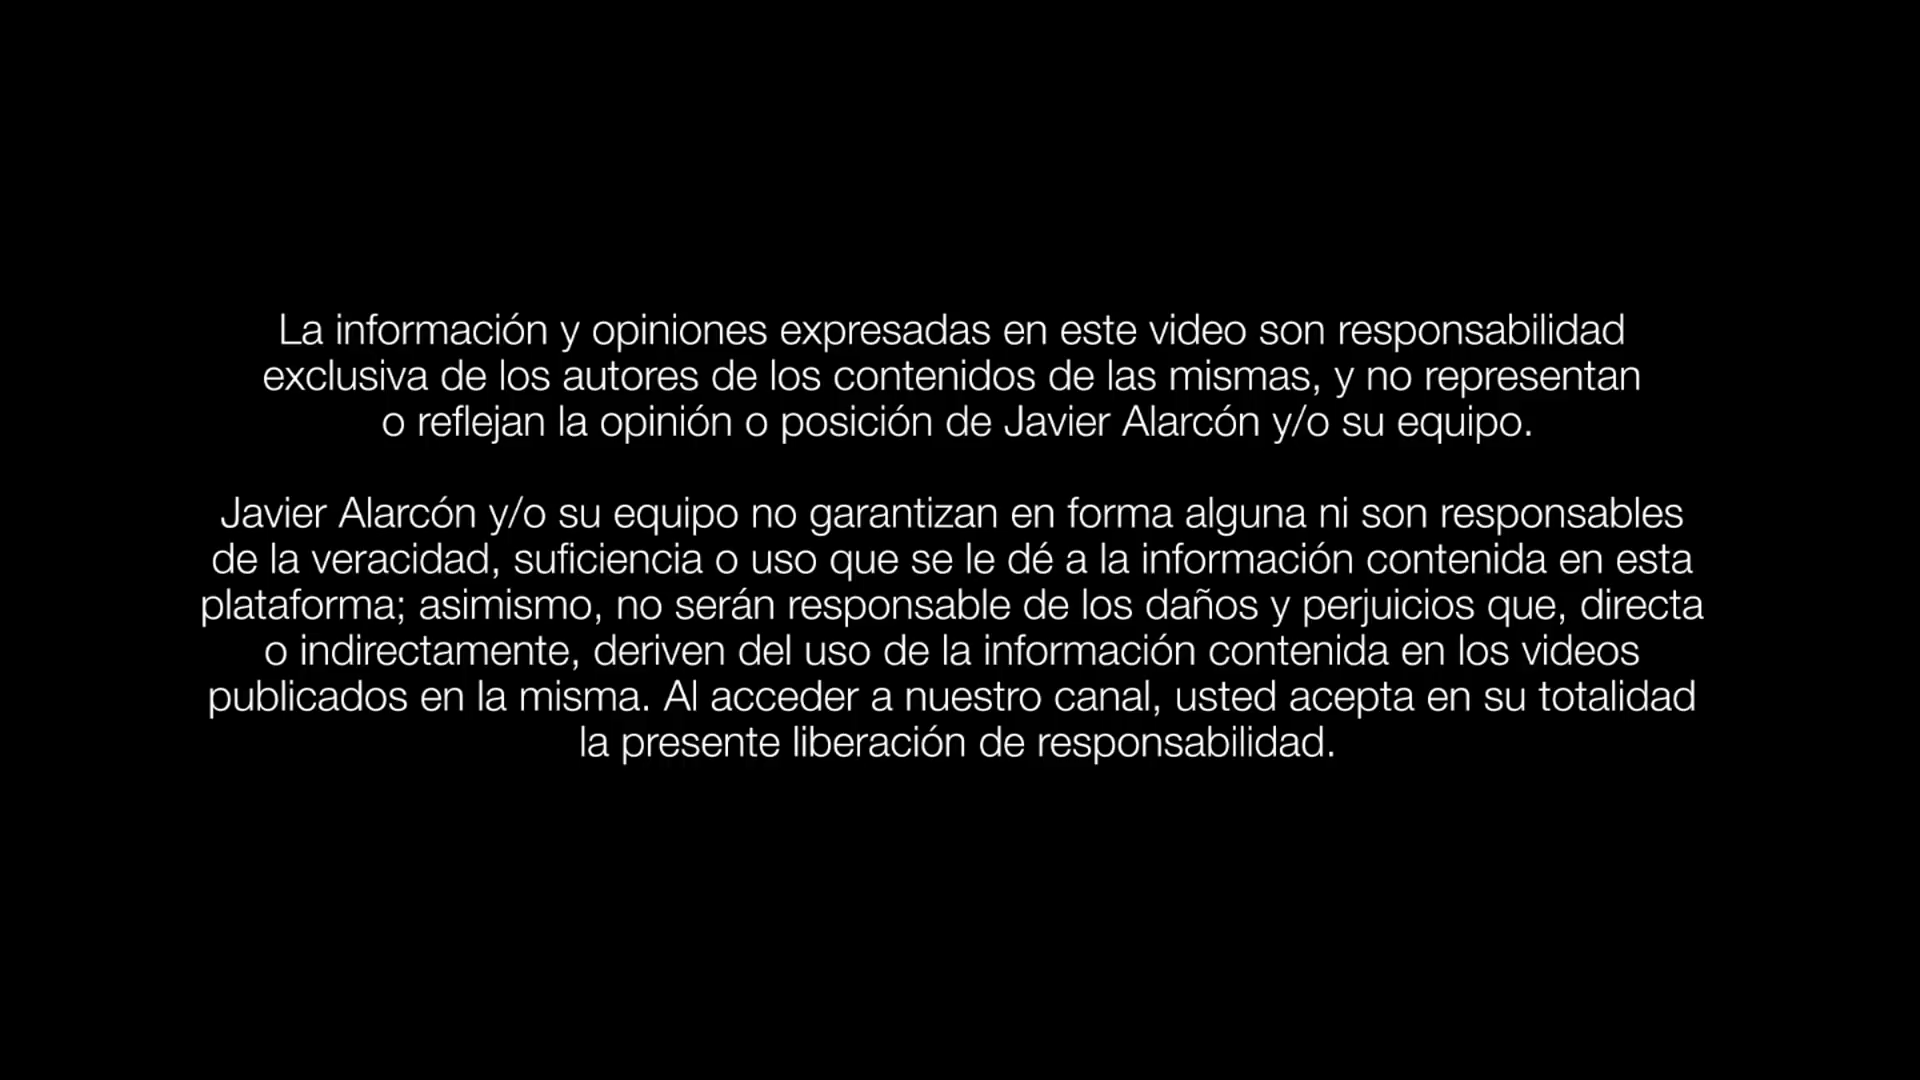 La información y opiniones expresadas en este video son responsabilidad
exclusiva de los autores de los contenidos de las mismas, y no representan
o reflejan la opinión o posición de Javier Alarcón y/o su equipo.
Javier Alarcón y/o su equipo no garantizan en forma alguna ni son responsables
de la veracidad, suficiencia o uso que se le dé a la información contenida en esta
plataforma; asimismo, no serán responsable de los daños y perjuicios que, directa
o indirectamente, deriven del uso de la información contenida en los videos
publicados en la misma. Al acceder a nuestro canal, usted acepta en su totalidad
la presente liberación de responsabilidad.